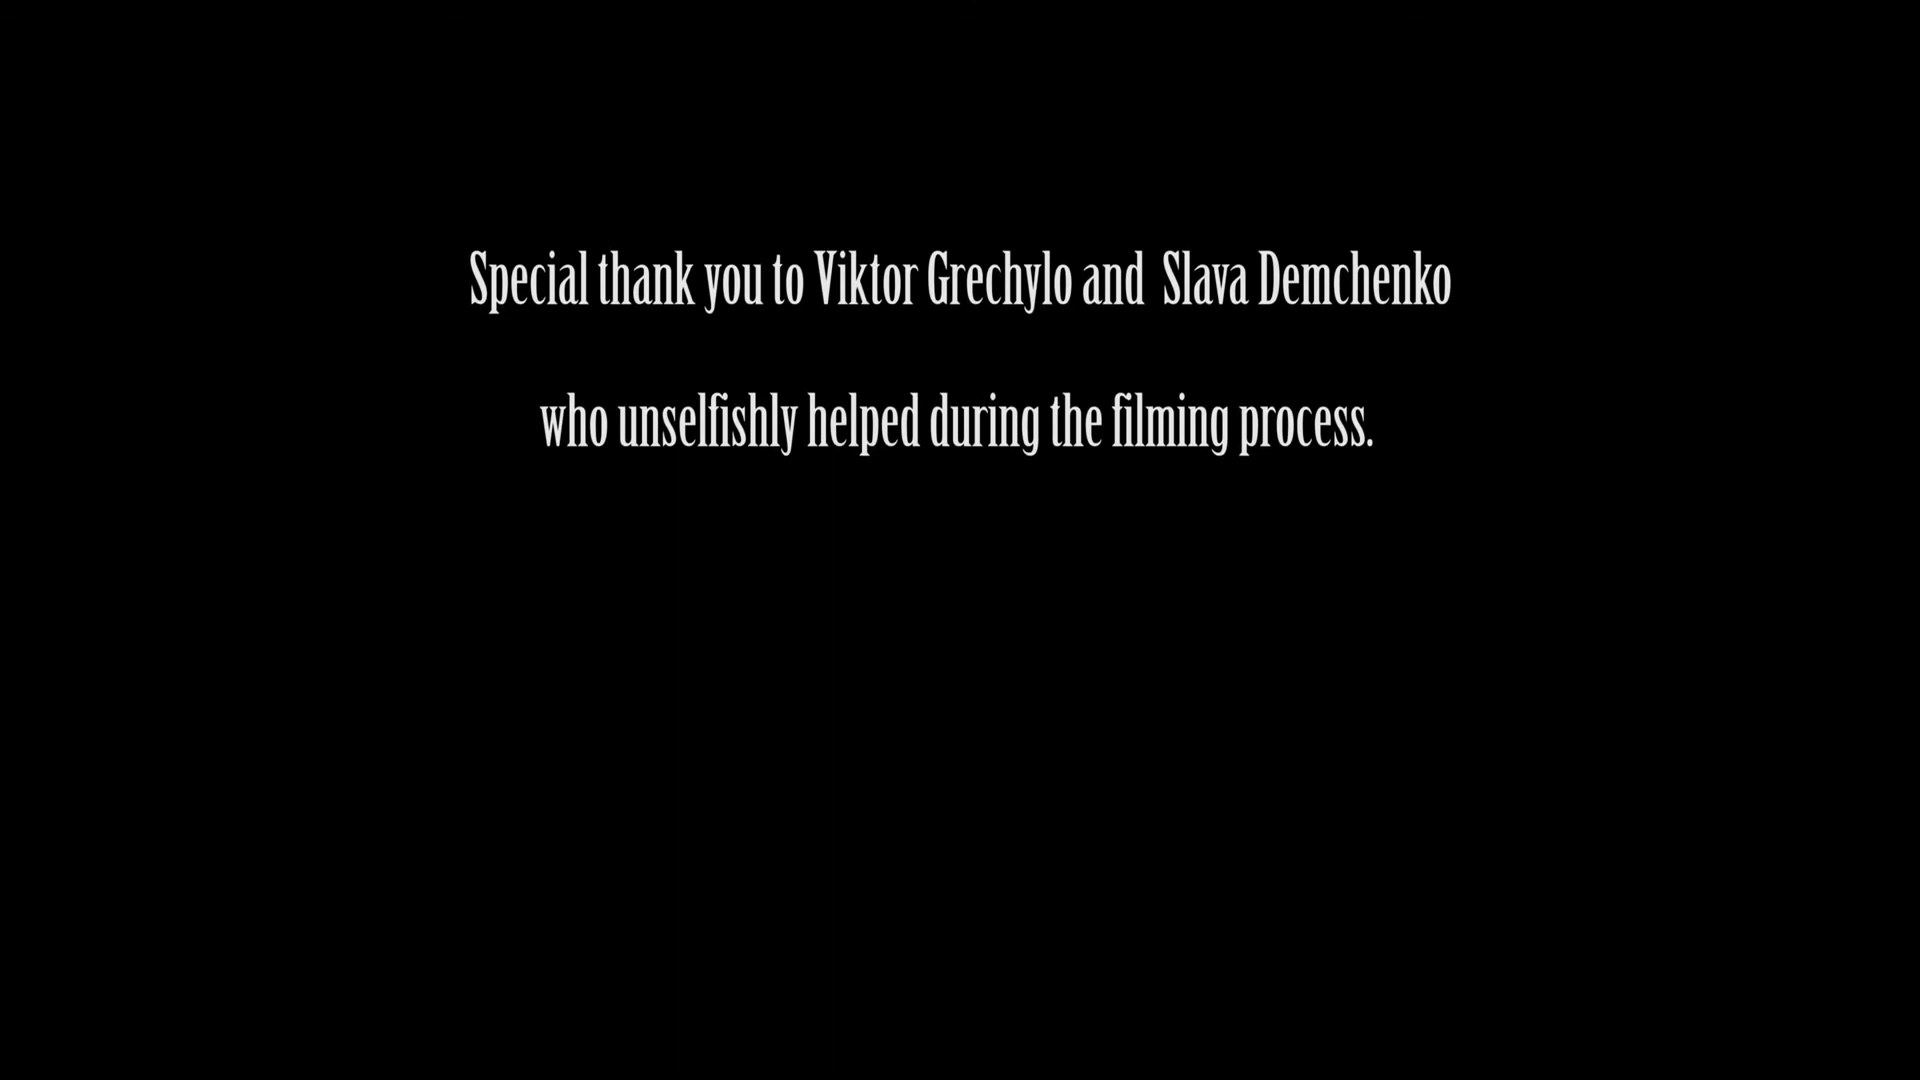 Special thank you to Viktor Grechylo and  Slava Demchenko
who unselfishly helped during the filming process.